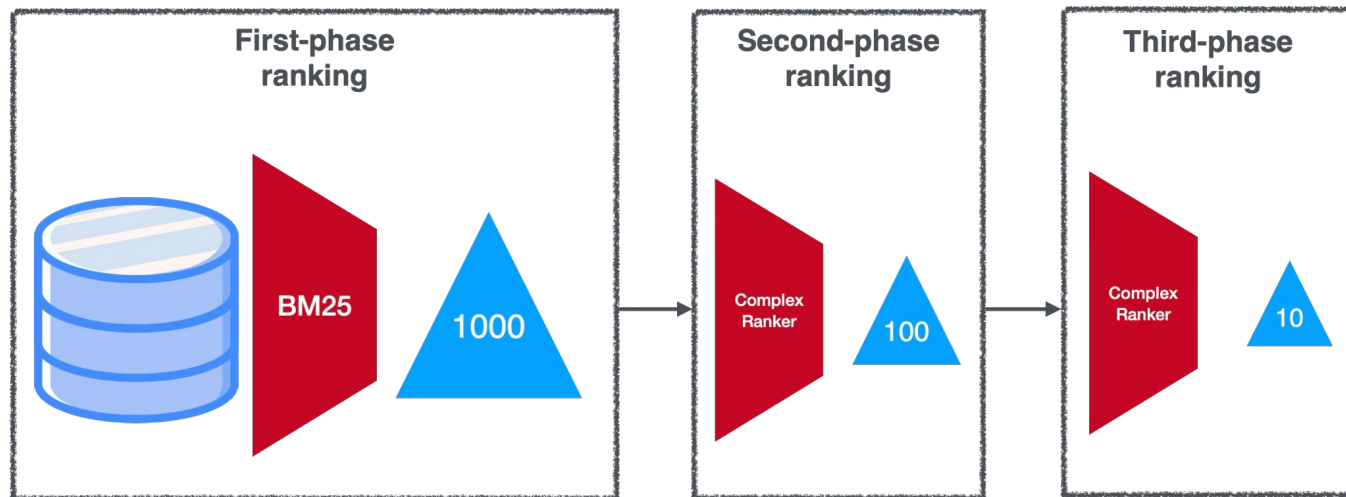 First-phase
ranking
BM25
1000
Second-phase
ranking
Complex
Ranker
100
Third-phase
ranking
Complex
Ranker
10